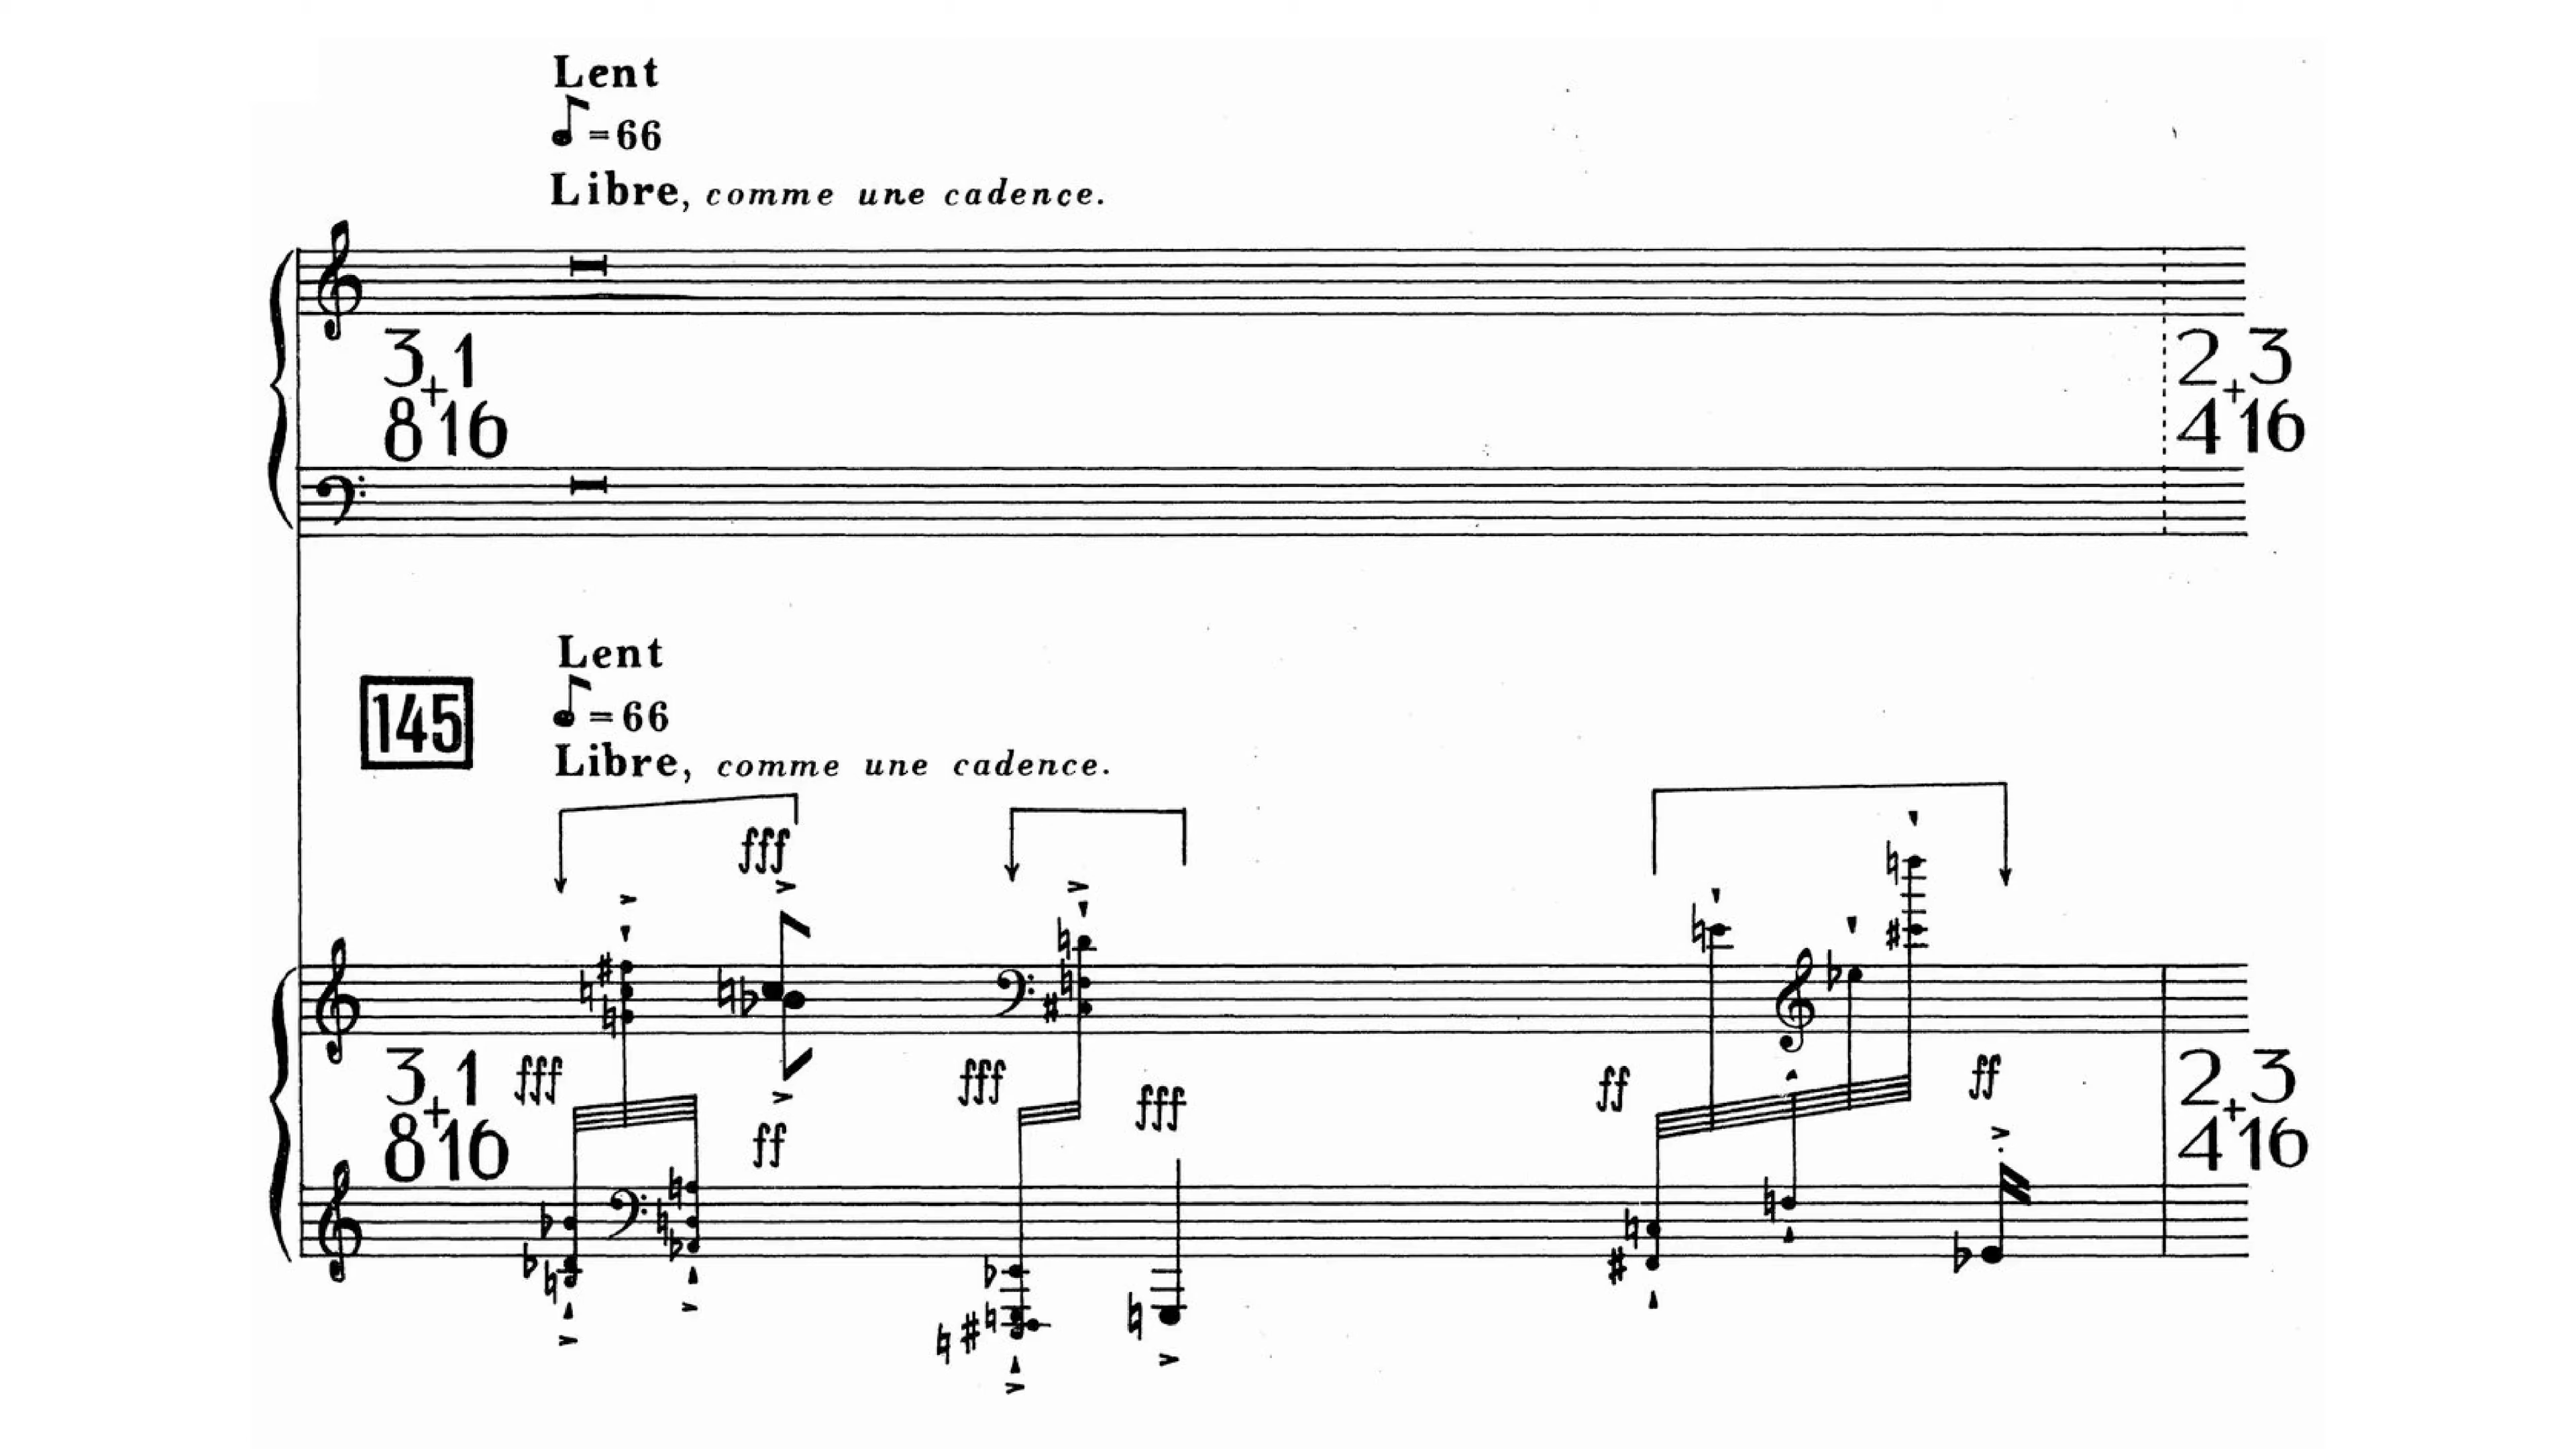 Lent
♪=66
Libre, comme une cadence.
3/8+1/16
2/4+3/16
Lent
145
♪=66
Libre, comme une cadence.
fff
fff
fff
fff
ff
ff
3/8+1/16
ff
2/4+3/16